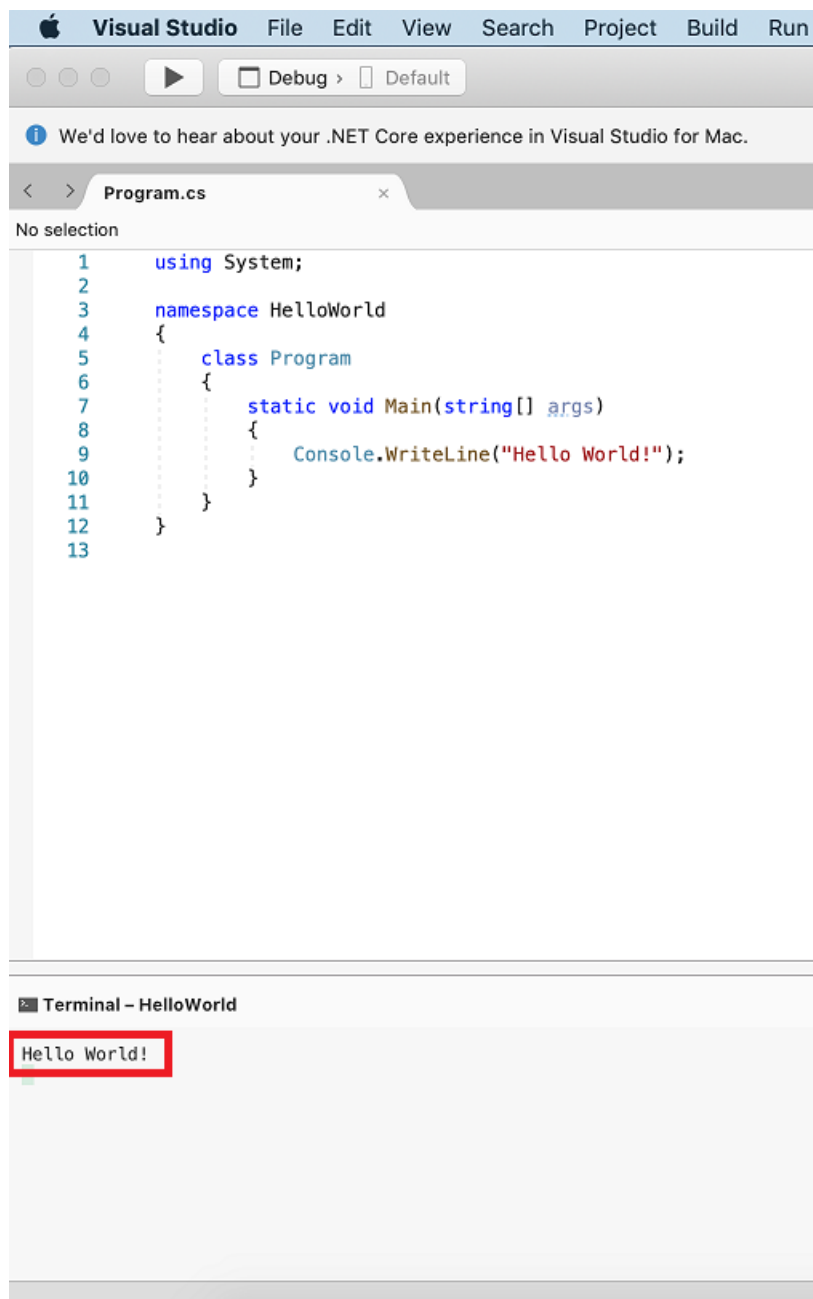 Visual Studio File Edit View Search Project Build Run
Debug › Default
We'd love to hear about your .NET Core experience in Visual Studio for Mac.
< > Program.cs ×
No selection
1 using System;
2
3 namespace HelloWorld
4 {
5 class Program
6 {
7 static void Main(string[] args)
8 {
9 Console.WriteLine("Hello World!");
10 }
11 }
12 }
13
Terminal – HelloWorld
Hello World!